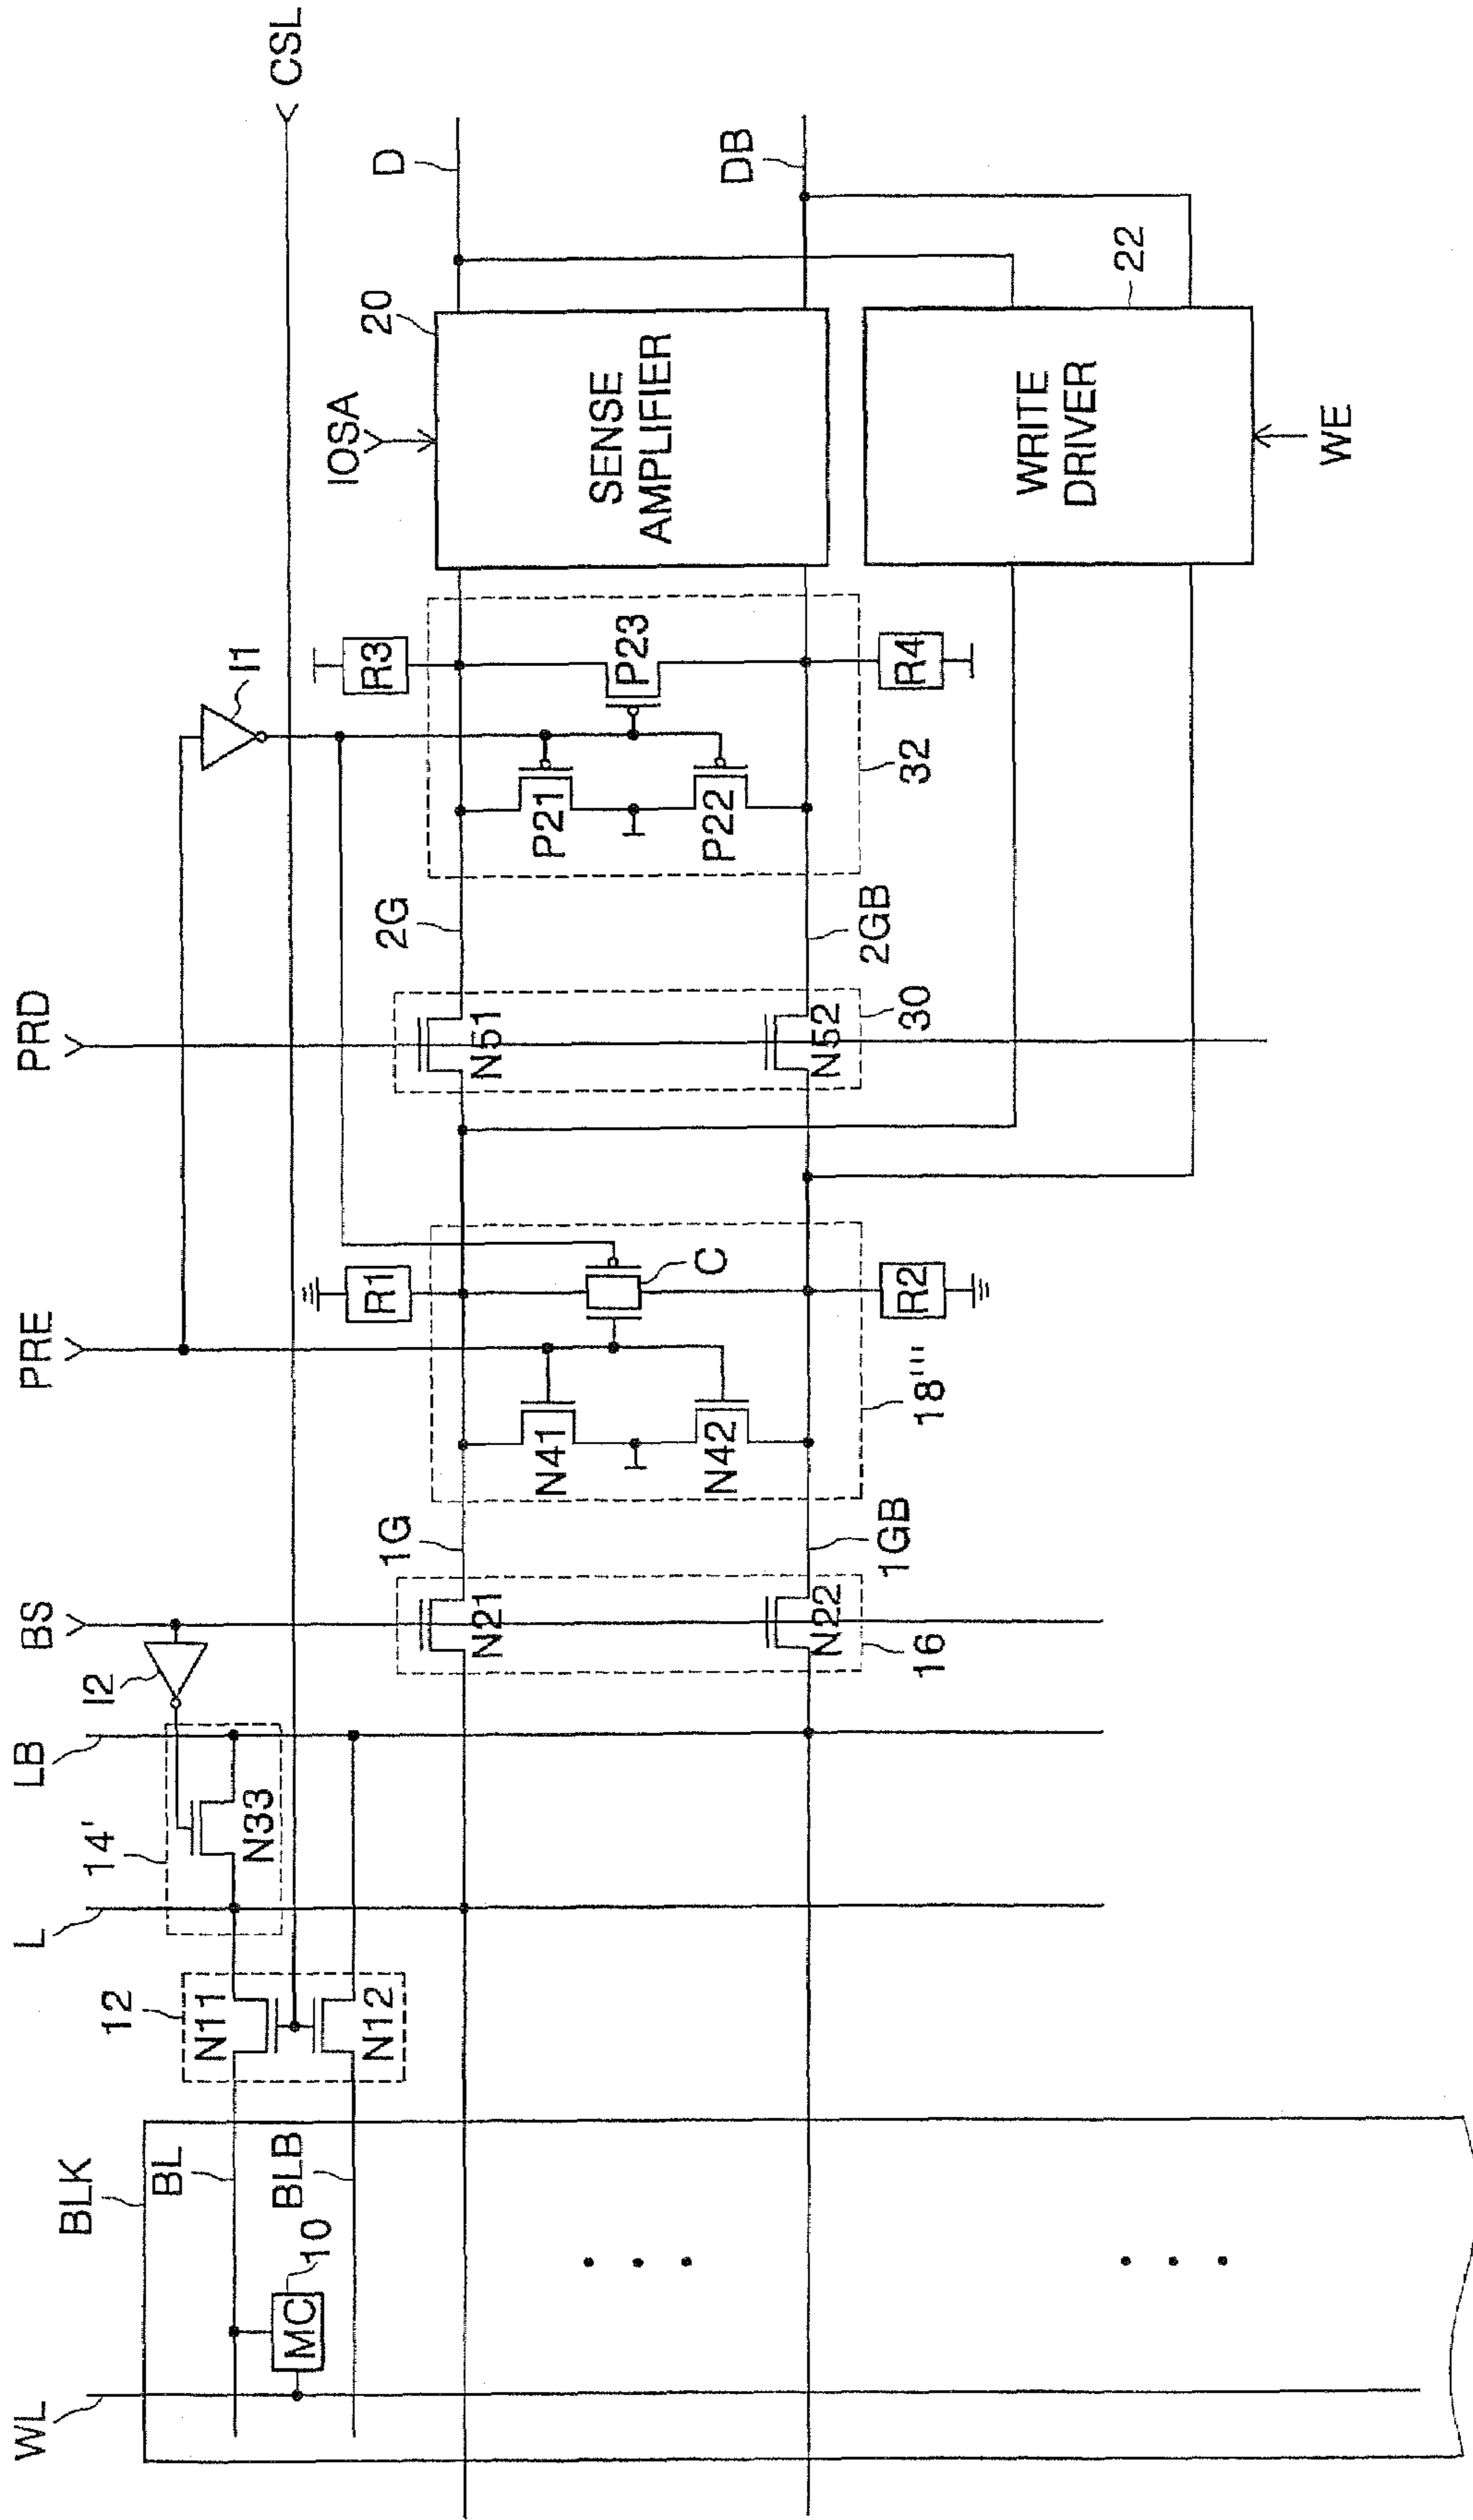 WL
BLK
BL
BLB
MC
10
12
N11
N12
L
14'
LB
N33
I2
BS
N21
N22
16
1G
1GB
PRE
N41
N42
18'''
R1
C
R2
PRD
N51
N52
30
2G
2GB
P21
P22
32
I1
R3
P23
R4
IOSA
20
SENSE
AMPLIFIER
WRITE
DRIVER
22
WE
D
DB
CSL